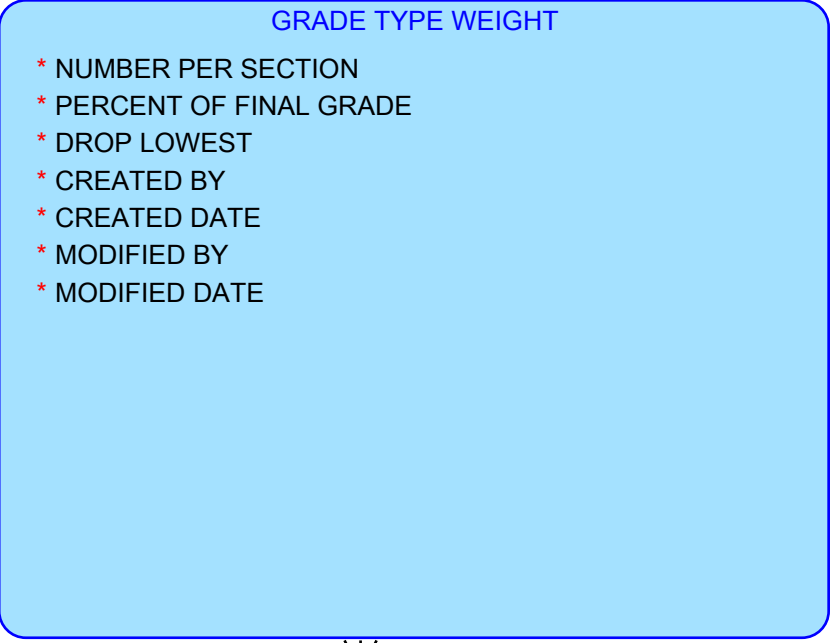 GRADE TYPE WEIGHT
* NUMBER PER SECTION
* PERCENT OF FINAL GRADE
* DROP LOWEST
* CREATED BY
* CREATED DATE
* MODIFIED BY
* MODIFIED DATE